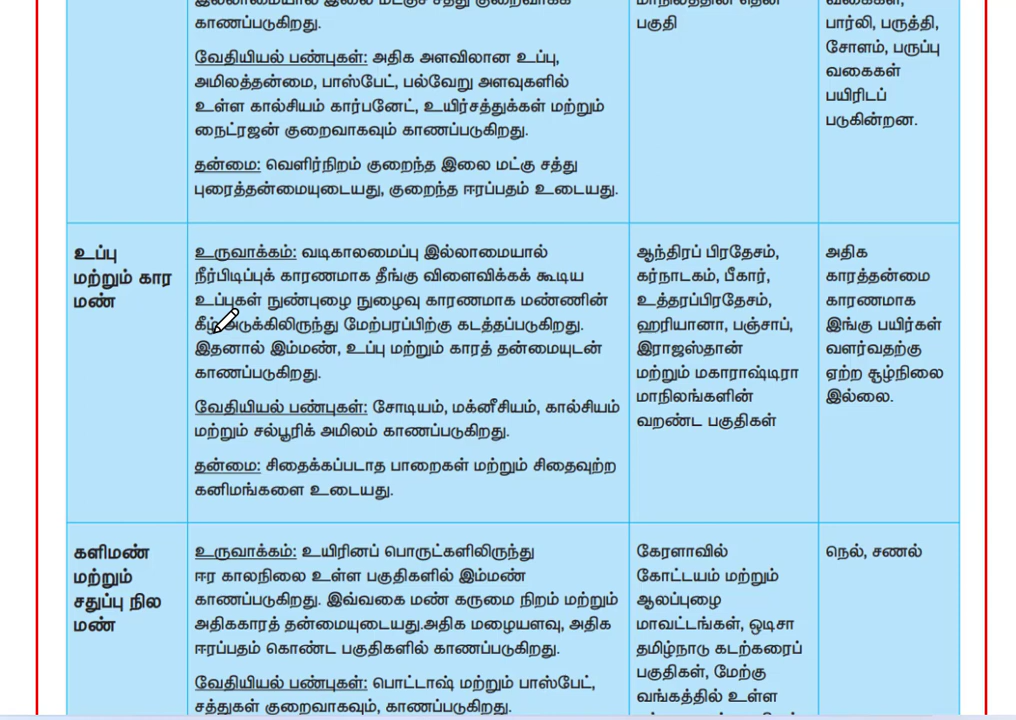 இல்லாமையால் இலை மட்குச் சத்து குறைவாகக்
காணப்படுகிறது.
வேதியியல் பண்புகள்: அதிக அளவிலான உப்பு,
அமிலத்தன்மை, பாஸ்பேட், பல்வேறு அளவுகளில்
உள்ள கால்சியம் கார்பனேட், உயிர்சத்துக்கள் மற்றும்
நைட்ரஜன் குறைவாகவும் காணப்படுகிறது.
தன்மை: வெளிர்நிறம் குறைந்த இலை மட்கு சத்து
புரைத்தன்மையுடையது, குறைந்த ஈரப்பதம் உடையது.
மாநிலத்தின் தென்
பகுதி
வகைகள்,
பார்லி, பருத்தி,
சோளம், பருப்பு
வகைகள்
பயிரிடப்
படுகின்றன.
உப்பு
மற்றும் கார
மண்
உருவாக்கம்: வடிகாலமைப்பு இல்லாமையால்
நீர்பிடிப்புக் காரணமாக தீங்கு விளைவிக்கக் கூடிய
உப்புகள் நுண்புழை நுழைவு காரணமாக மண்ணின்
கீழ் அடுக்கிலிருந்து மேற்பரப்பிற்கு கடத்தப்படுகிறது.
இதனால் இம்மண், உப்பு மற்றும் காரத் தன்மையுடன்
காணப்படுகிறது.
வேதியியல் பண்புகள்: சோடியம், மக்னீசியம், கால்சியம்
மற்றும் சல்பூரிக் அமிலம் காணப்படுகிறது.
தன்மை: சிதைக்கப்படாத பாறைகள் மற்றும் சிதைவுற்ற
கனிமங்களை உடையது.
ஆந்திரப் பிரதேசம்,
கர்நாடகம், பீகார்,
உத்தரப்பிரதேசம்,
ஹரியானா, பஞ்சாப்,
இராஜஸ்தான்
மற்றும் மகாராஷ்டிரா
மாநிலங்களின்
வறண்ட பகுதிகள்
அதிக
காரத்தன்மை
காரணமாக
இங்கு பயிர்கள்
வளர்வதற்கு
ஏற்ற சூழ்நிலை
இல்லை.
களிமண்
மற்றும்
சதுப்பு நில
மண்
உருவாக்கம்: உயிரினப் பொருட்களிலிருந்து
ஈர காலநிலை உள்ள பகுதிகளில் இம்மண்
காணப்படுகிறது. இவ்வகை மண் கருமை நிறம் மற்றும்
அதிககாரத் தன்மையுடையது.அதிக மழையளவு, அதிக
ஈரப்பதம் கொண்ட பகுதிகளில் காணப்படுகிறது.
வேதியியல் பண்புகள்: பொட்டாஷ் மற்றும் பாஸ்பேட்,
சத்துகள் குறைவாகவும், காணப்படுகிறது.
கேரளாவில்
கோட்டயம் மற்றும்
ஆலப்புழை
மாவட்டங்கள், ஒடிசா
தமிழ்நாடு கடற்கரைப்
பகுதிகள், மேற்கு
வங்கத்தில் உள்ள
நெல், சணல்